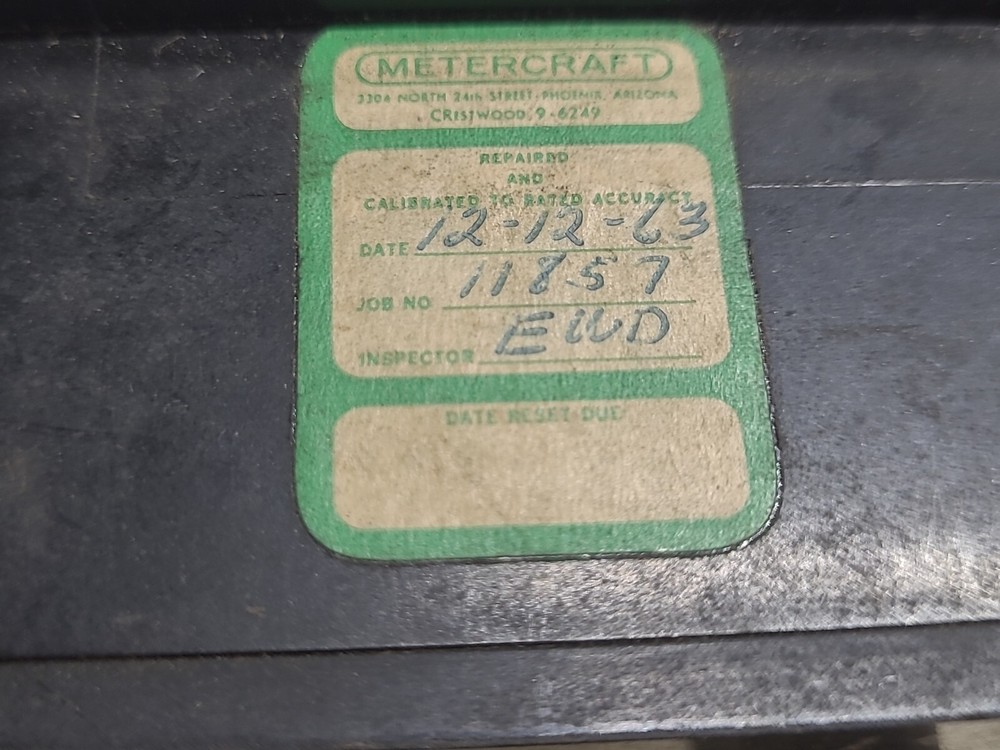 METERCRAFT
3304 NORTH 24th STREET, PHOENIX, ARIZONA
CRESTWOOD 9-6249
REPAIRED
AND
CALIBRATED TO RATED ACCURACY
DATE 12-12-63
JOB NO 11857
INSPECTOR EWD
DATE RESET DUE